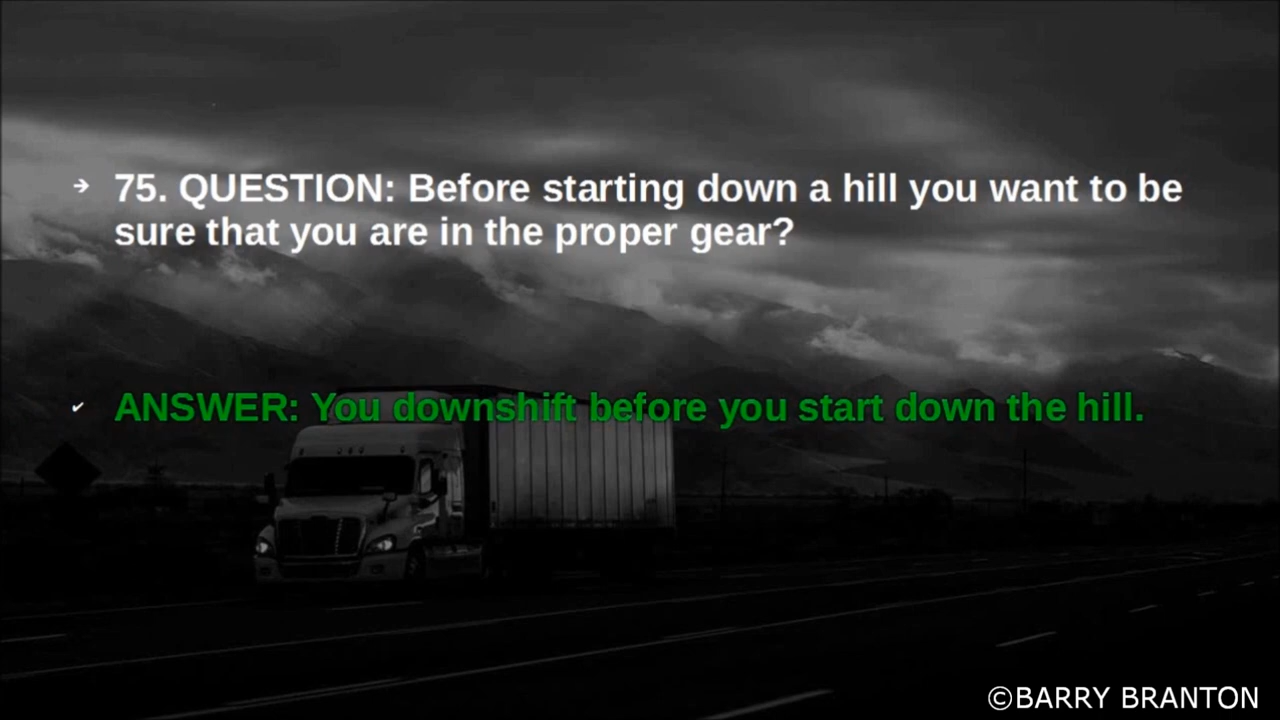 75. QUESTION: Before starting down a hill you want to be
sure that you are in the proper gear?
ANSWER: You downshift before you start down the hill.
©BARRY BRANTON